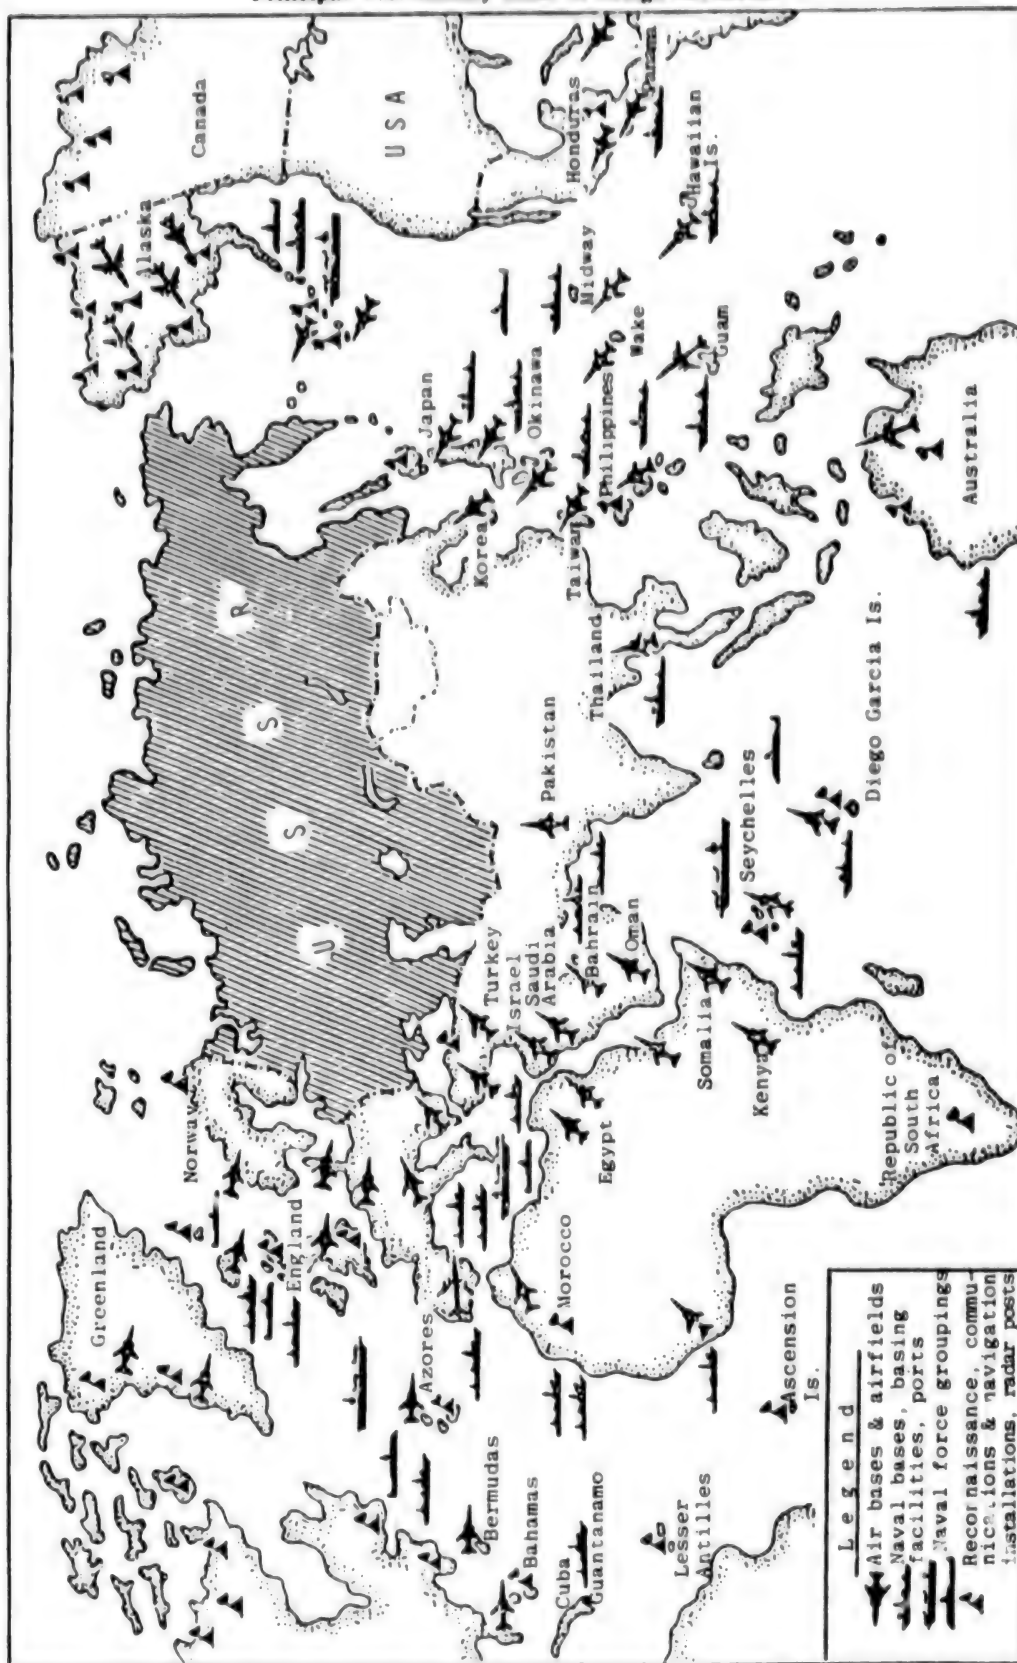 Canada
U S A
Alaska
Honduras
Panama
Hawaiian
Is.
Midway
Wake
Guam
Japan
Okinawa
Philippines
Korea
Taiwan
Australia
Thailand
Diego Garcia Is.
U S S R
Pakistan
Seychelles
Turkey
Israel
Saudi
Arabia
Bahrain
Oman
Somalia
Kenya
Republic of
South
Africa
Norway
Egypt
England
Greenland
Azores
Morocco
Ascension
Is.
Bermudas
Bahamas
Cuba
Guantanamo
Lesser
Antilles
L e g e n d
Air bases & airfields
Naval bases, basing
facilities, ports
Naval force groupings
Reconnaissance, commu-
nications & navigation
installations, radar posts